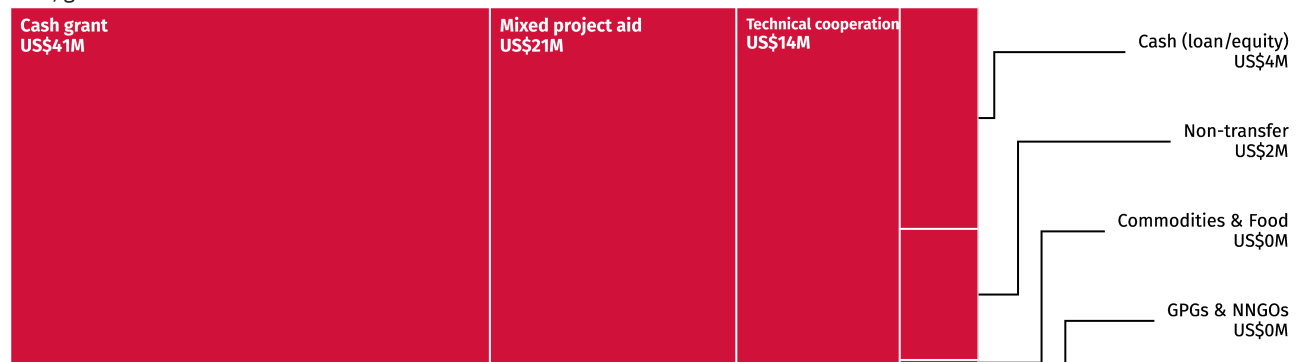 Cash grant
US$41M
Mixed project aid
US$21M
Technical cooperation
US$14M
Cash (loan/equity)
US$4M
Non-transfer
US$2M
Commodities & Food
US$0M
GPGs & NNGOs
US$0M